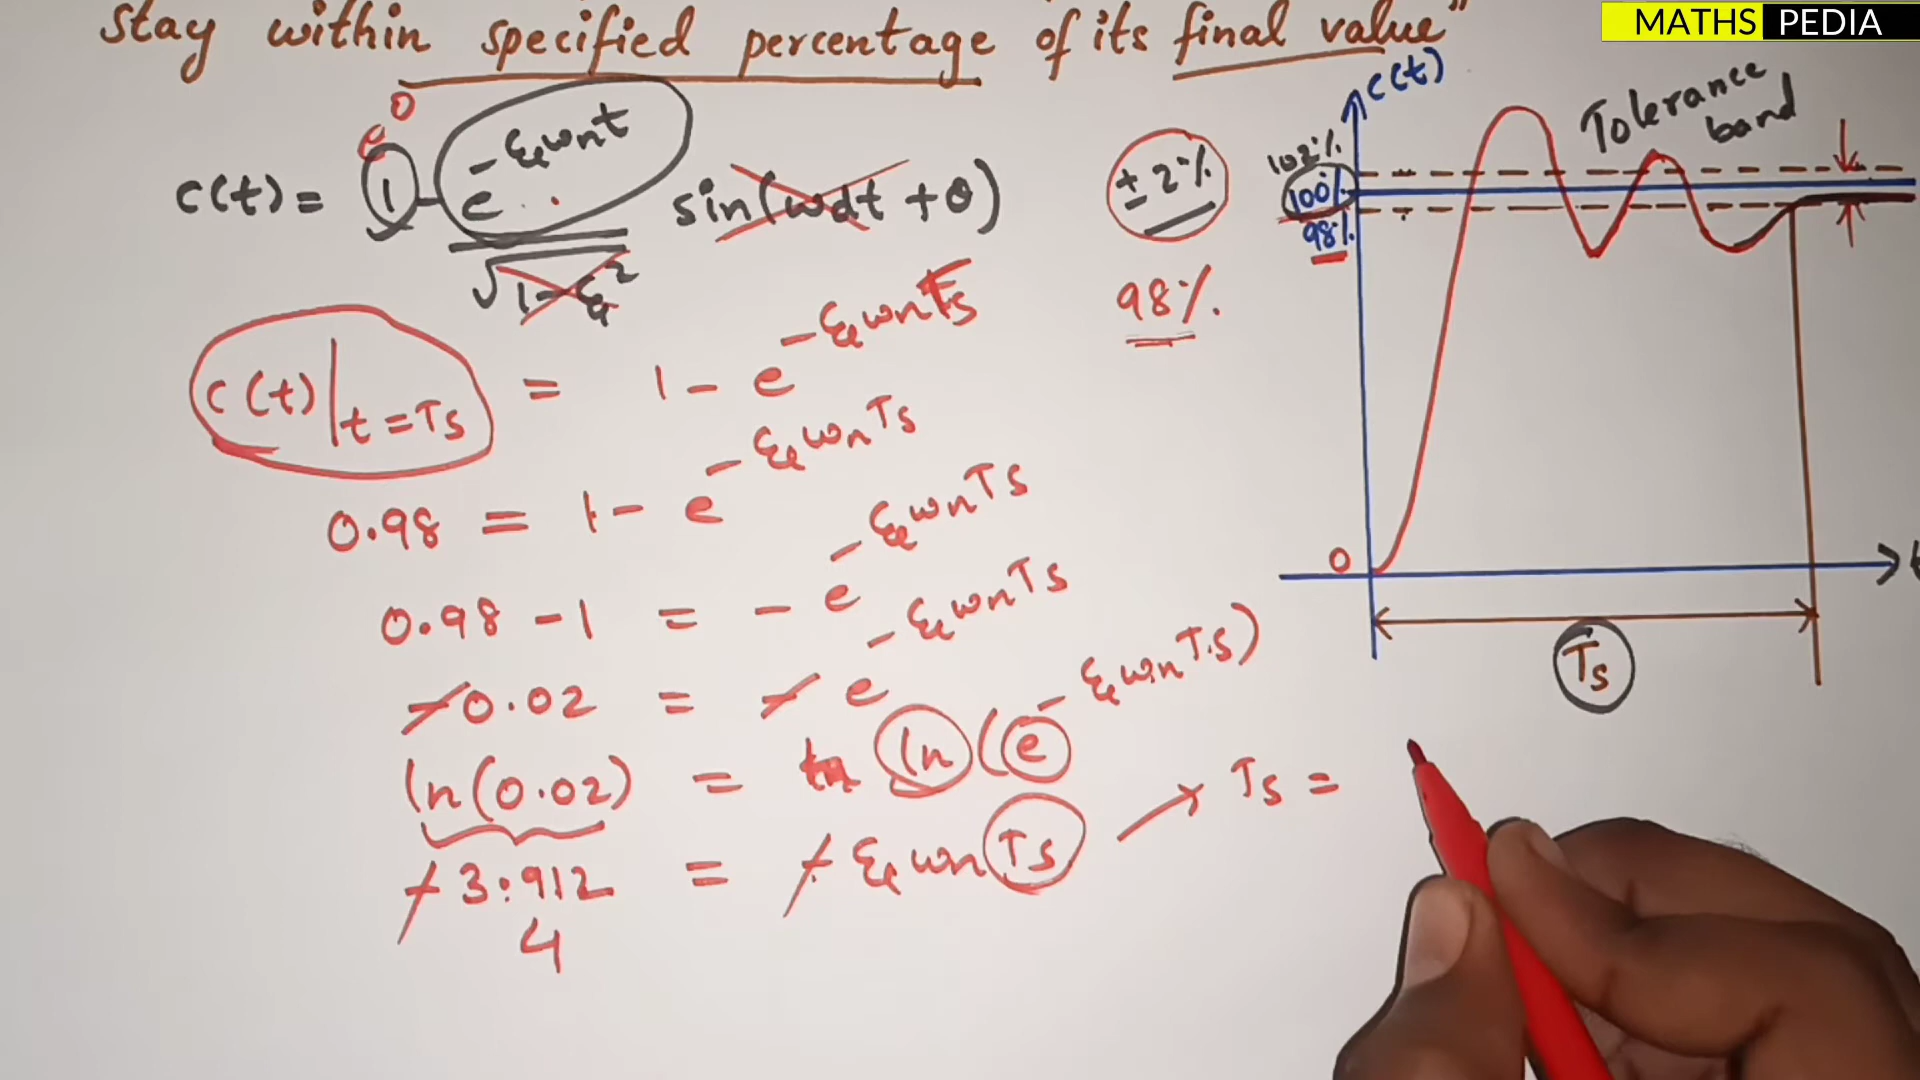 MATHS PEDIA
stay within specified percentage of its final value"
c(t) = 1 - e^-ξωnt / √1-ξ² sin(ωdt + θ)
e^0
± 2%
98%
c(t)
102%
100%
98%
Tolerance band
0
t
Ts
c(t)|t=Ts = 1 - e^-ξωnTs
0.98 = 1 - e^-ξωnTs
0.98 - 1 = - e^-ξωnTs
-0.02 = - e^-ξωnTs
ln(0.02) = ln(e^-ξωnTs)
-3.912 = -ξωnTs → Ts =
4